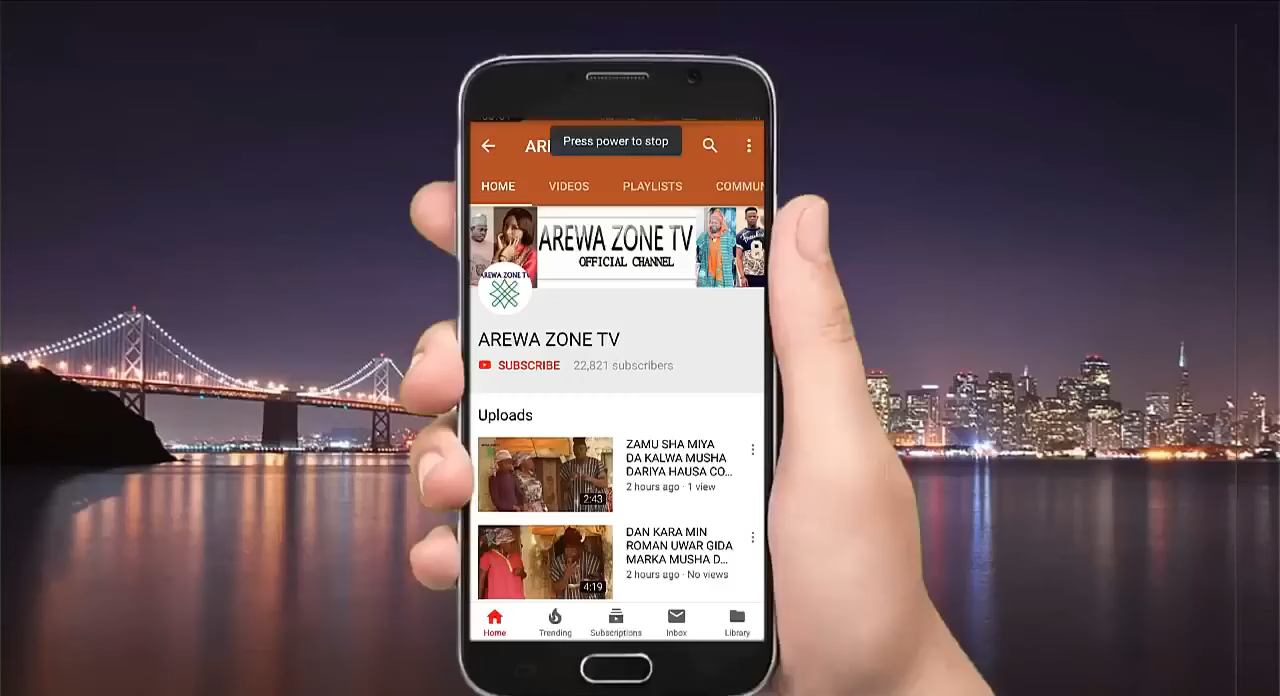 ARE
Press power to stop
HOME VIDEOS PLAYLISTS COMMUN
AREWA ZONE TV
OFFICIAL CHANNEL
AREWA ZONE TV
AREWA ZONE TV
SUBSCRIBE 22,821 subscribers
Uploads
ZAMU SHA MIYA
DA KALWA MUSHA
DARIYA HAUSA CO...
2 hours ago · 1 view
2:43
DAN KARA MIN
ROMAN UWAR GIDA
MARKA MUSHA D...
2 hours ago · No views
4:19
Home Trending Subscriptions Inbox Library